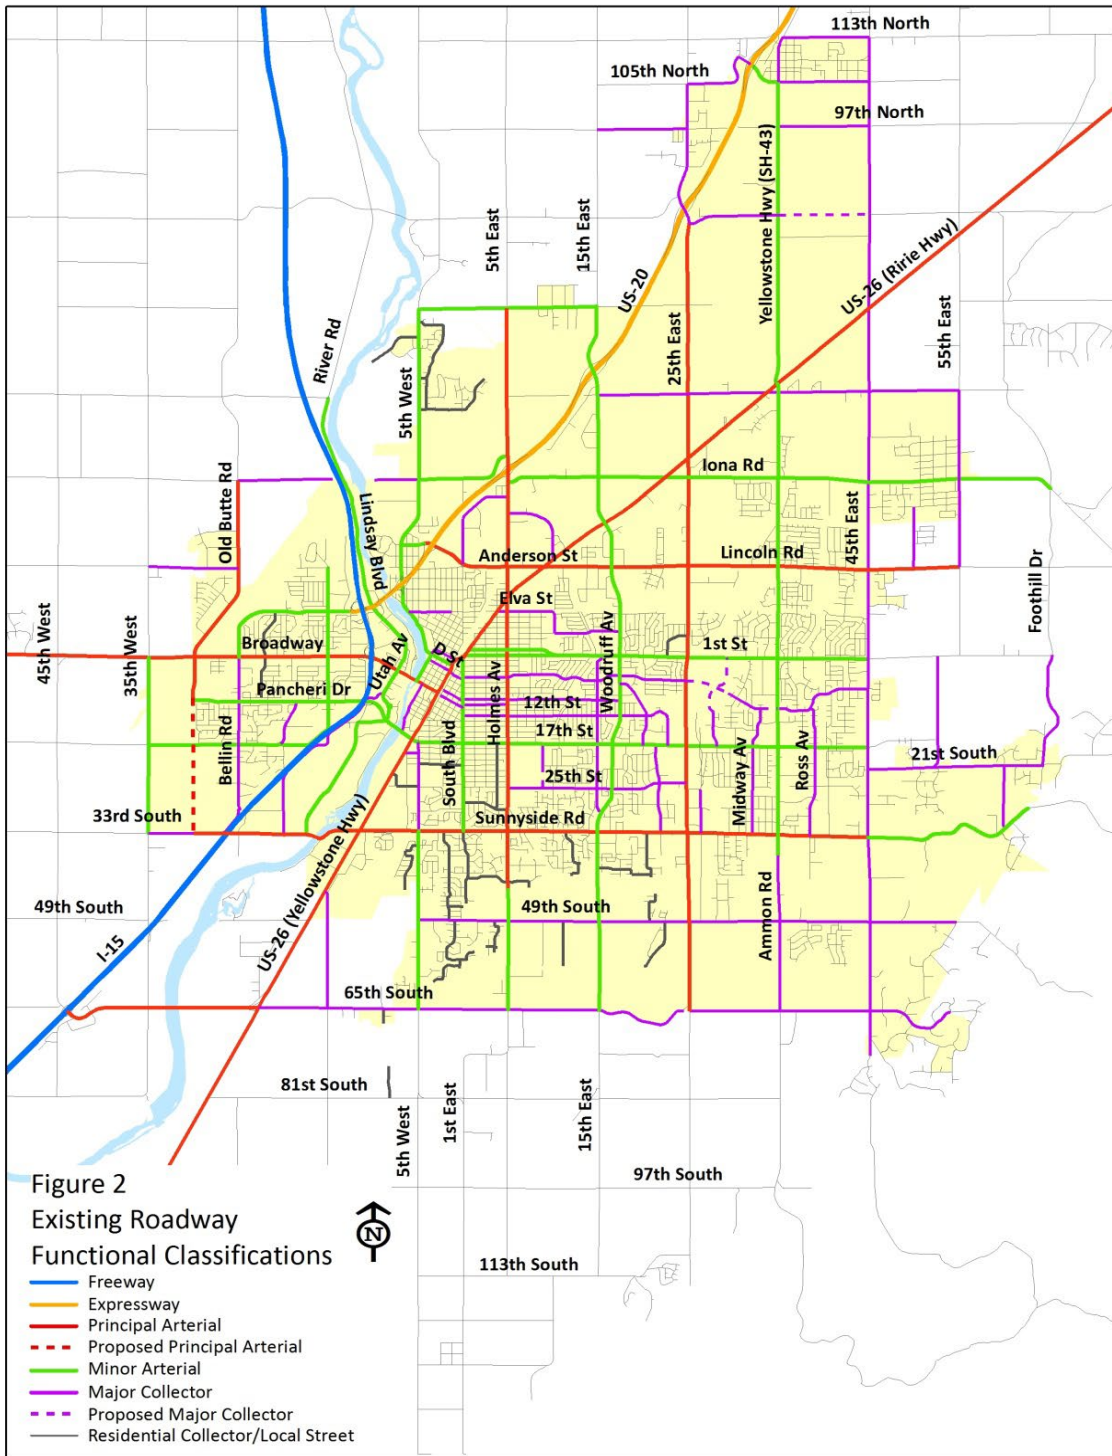 113th North
105th North
97th North
Yellowstone Hwy (SH-43)
5th East
15th East
US-20
US-26 (Ririe Hwy)
25th East
55th East
River Rd
5th West
Old Butte Rd
Lindsay Blvd
Iona Rd
45th East
Anderson St
Lincoln Rd
Foothill Dr
Elva St
45th West
35th West
Broadway
Utah Av
D St
Woodruff Av
1st St
Pancheri Dr
Holmes Av
12th St
17th St
Bellin Rd
South Blvd
25th St
Midway Av
Ross Av
21st South
33rd South
Sunnyside Rd
US-26 (Yellowstone Hwy)
49th South
49th South
Ammon Rd
I-15
65th South
81st South
5th West
1st East
15th East
97th South
113th South
N
Figure 2
Existing Roadway
Functional Classifications
Freeway
Expressway
Principal Arterial
Proposed Principal Arterial
Minor Arterial
Major Collector
Proposed Major Collector
Residential Collector/Local Street